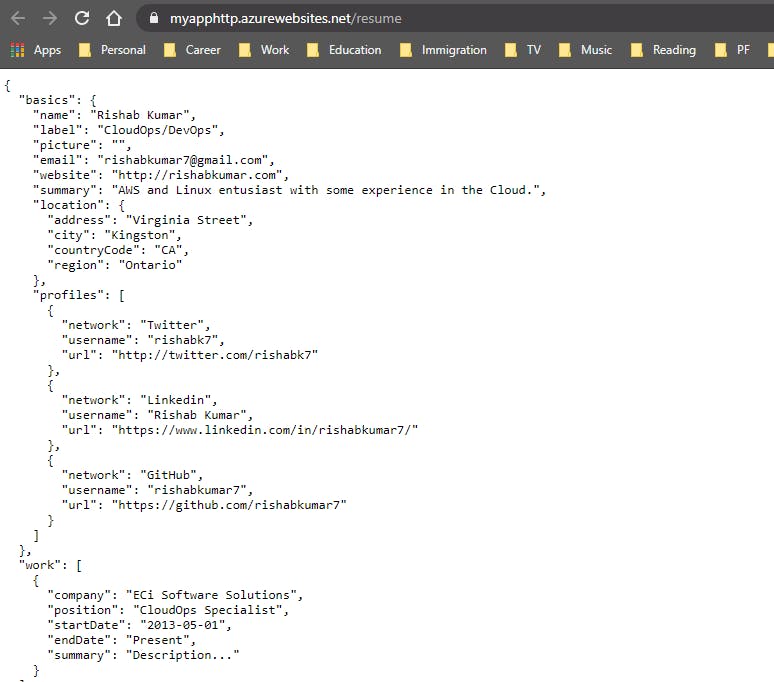 myapphttp.azurewebsites.net/resume
Apps Personal Career Work Education Immigration TV Music Reading PF
{
  "basics": {
    "name": "Rishab Kumar",
    "label": "CloudOps/DevOps",
    "picture": "",
    "email": "rishabkumar7@gmail.com",
    "website": "http://rishabkumar.com",
    "summary": "AWS and Linux entusiast with some experience in the Cloud.",
    "location": {
      "address": "Virginia Street",
      "city": "Kingston",
      "countryCode": "CA",
      "region": "Ontario"
    },
    "profiles": [
      {
        "network": "Twitter",
        "username": "rishabk7",
        "url": "http://twitter.com/rishabk7"
      },
      {
        "network": "Linkedin",
        "username": "Rishab Kumar",
        "url": "https://www.linkedin.com/in/rishabkumar7/"
      },
      {
        "network": "GitHub",
        "username": "rishabkumar7",
        "url": "https://github.com/rishabkumar7"
      }
    ]
  },
  "work": [
    {
      "company": "ECi Software Solutions",
      "position": "CloudOps Specialist",
      "startDate": "2013-05-01",
      "endDate": "Present",
      "summary": "Description..."
    }